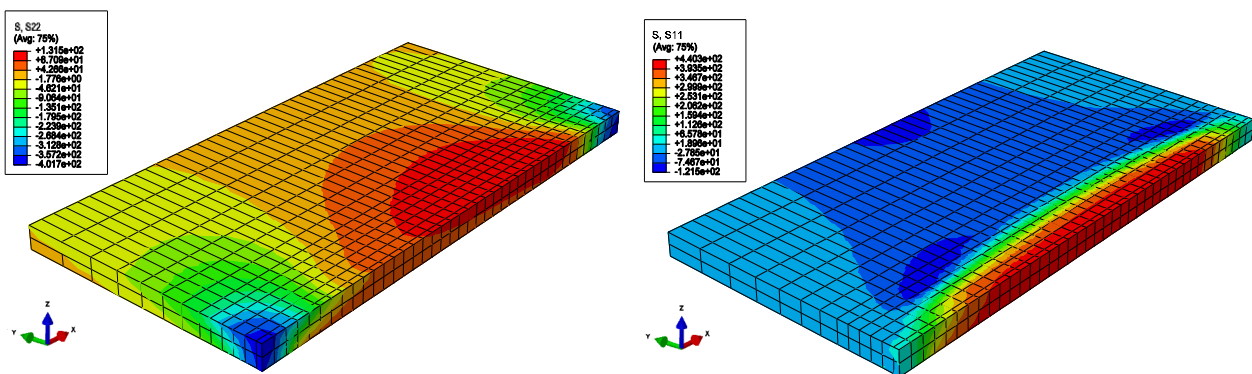 S, S22
(Avg: 75%)
+1.315e+02
+8.709e+01
+4.266e+01
-1.776e+00
-4.621e+01
-9.064e+01
-1.351e+02
-1.795e+02
-2.239e+02
-2.684e+02
-3.128e+02
-3.572e+02
-4.017e+02
Z
Y
X
S, S11
(Avg: 75%)
+4.403e+02
+3.935e+02
+3.467e+02
+2.999e+02
+2.531e+02
+2.062e+02
+1.594e+02
+1.126e+02
+6.578e+01
+1.896e+01
-2.785e+01
-7.467e+01
-1.215e+02
Z
Y
X